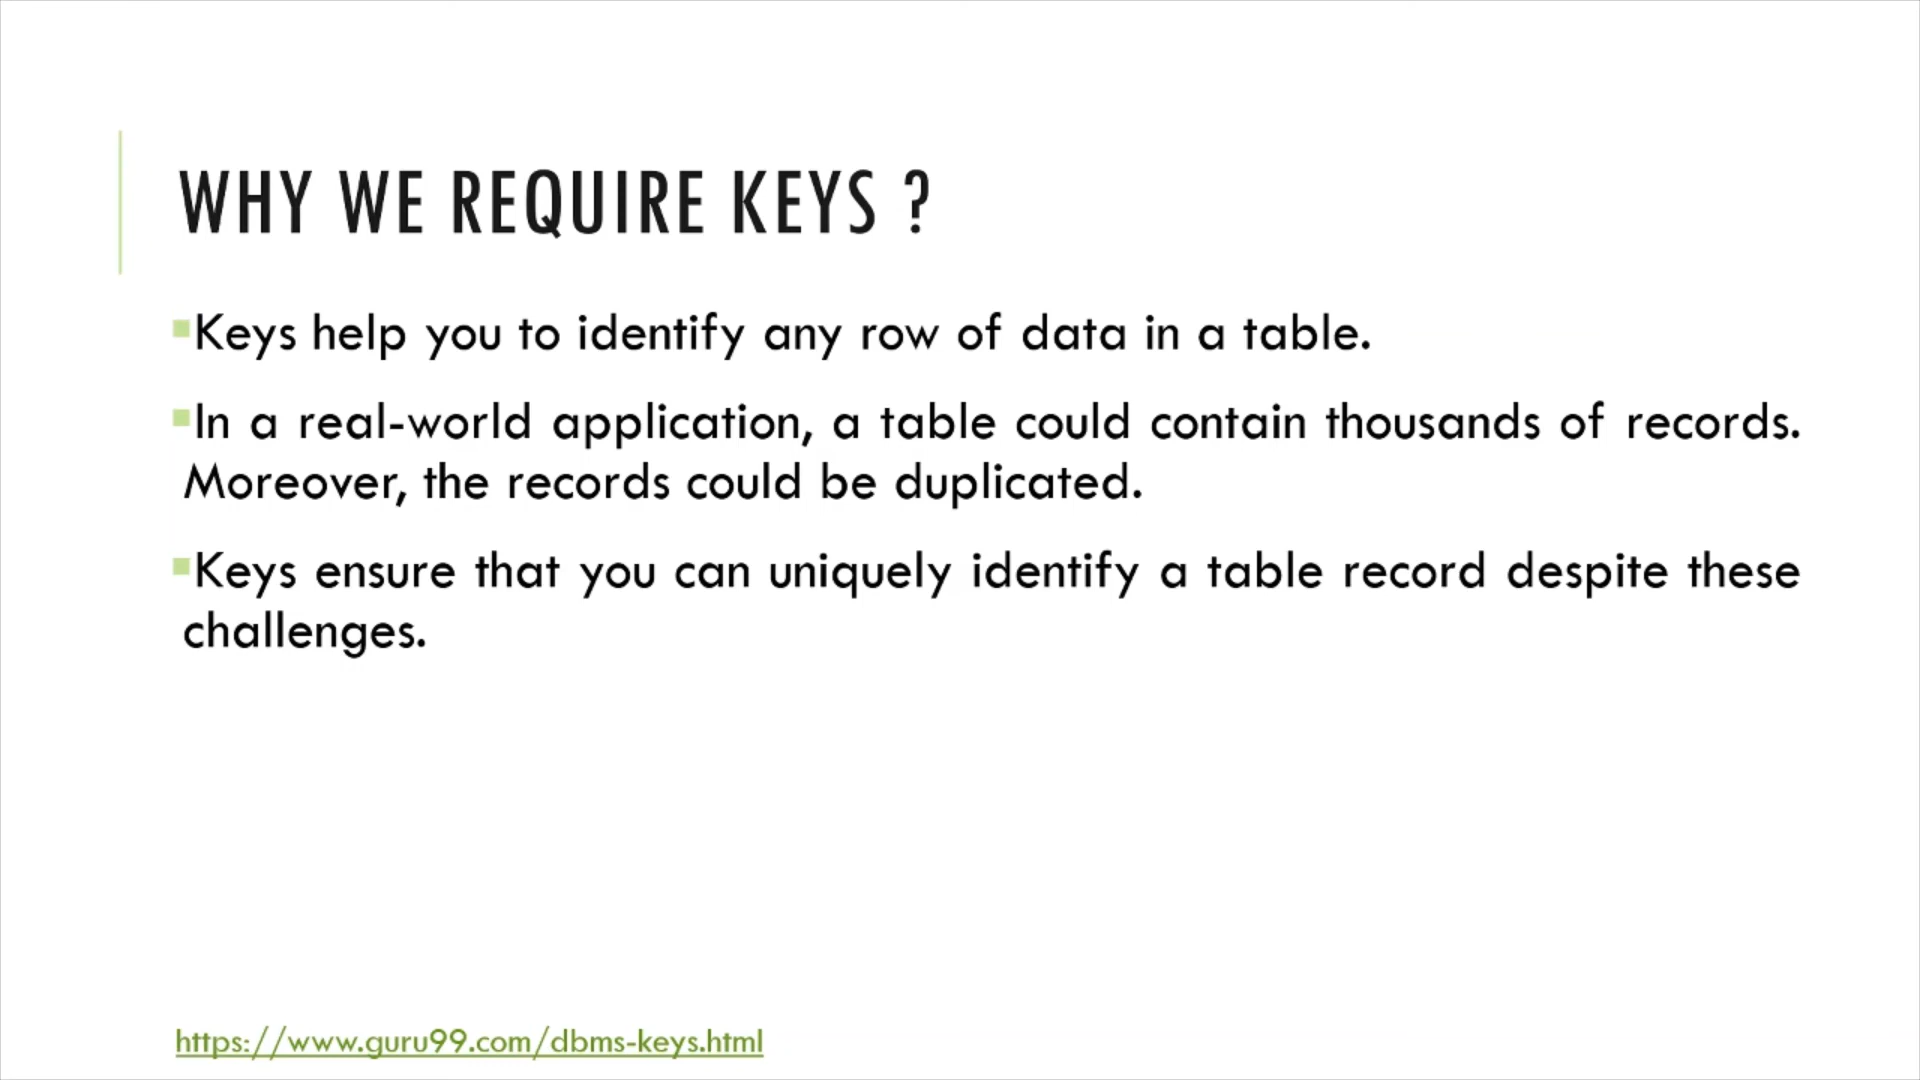 WHY WE REQUIRE KEYS ?
▪Keys help you to identify any row of data in a table.
▪In a real-world application, a table could contain thousands of records.
Moreover, the records could be duplicated.
▪Keys ensure that you can uniquely identify a table record despite these
challenges.
https://www.guru99.com/dbms-keys.html